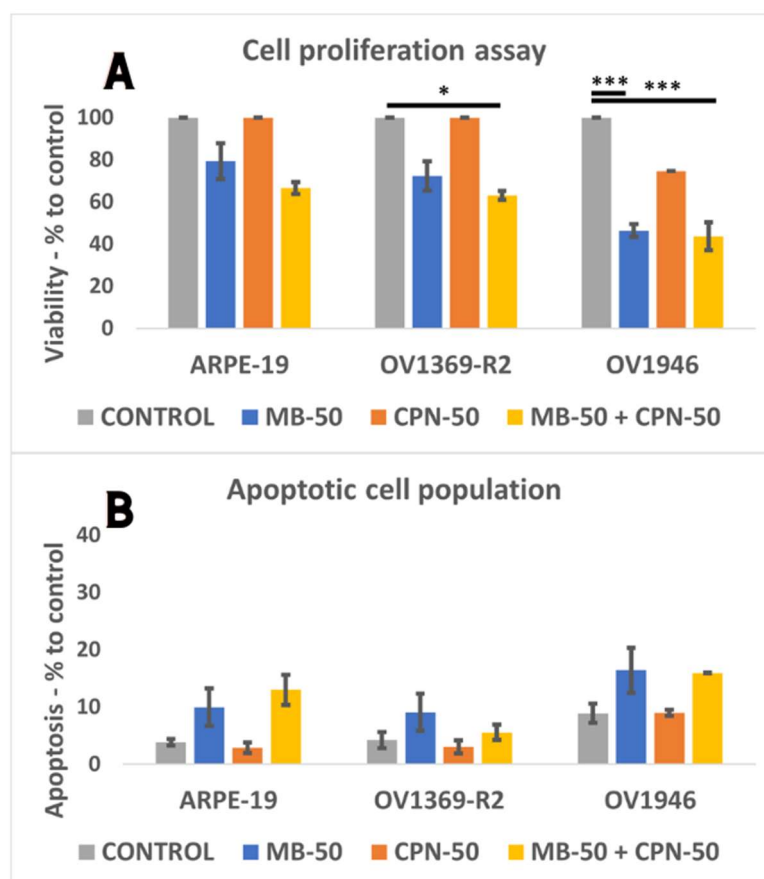 A
Cell proliferation assay
Viability - % to control
100
80
60
40
20
0
*
***
***
ARPE-19
OV1369-R2
OV1946
CONTROL MB-50 CPN-50 MB-50 + CPN-50
B
Apoptotic cell population
Apoptosis - % to control
40
30
20
10
0
ARPE-19
OV1369-R2
OV1946
CONTROL MB-50 CPN-50 MB-50 + CPN-50